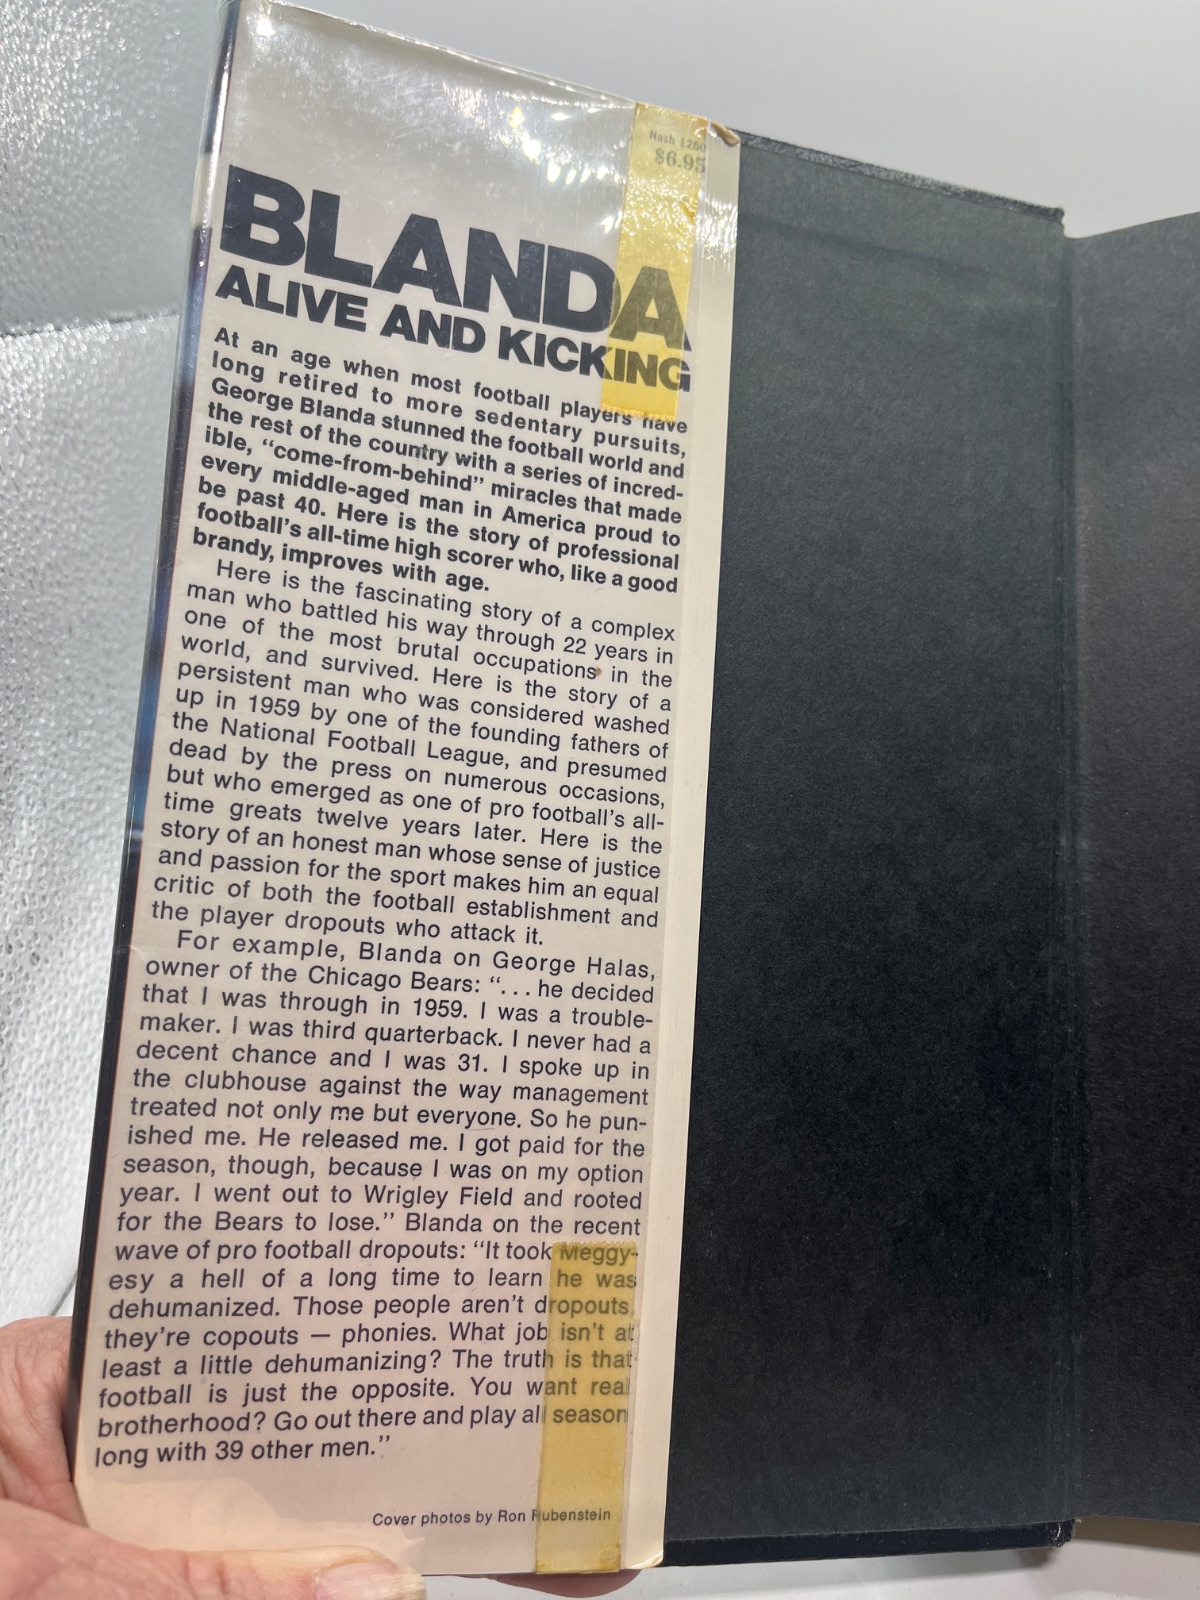 Nash 1260
$6.95
BLANDA
ALIVE AND KICKING
At an age when most football players have
long retired to more sedentary pursuits,
George Blanda stunned the football world and
the rest of the country with a series of incred-
ible, “come-from-behind” miracles that made
every middle-aged man in America proud to
be past 40. Here is the story of professional
football’s all-time high scorer who, like a good
brandy, improves with age.
Here is the fascinating story of a complex
man who battled his way through 22 years in
one of the most brutal occupations in the
world, and survived. Here is the story of a
persistent man who was considered washed
up in 1959 by one of the founding fathers of
the National Football League, and presumed
dead by the press on numerous occasions,
but who emerged as one of pro football’s all-
time greats twelve years later. Here is the
story of an honest man whose sense of justice
and passion for the sport makes him an equal
critic of both the football establishment and
the player dropouts who attack it.
For example, Blanda on George Halas,
owner of the Chicago Bears: “. . . he decided
that I was through in 1959. I was a trouble-
maker. I was third quarterback. I never had a
decent chance and I was 31. I spoke up in
the clubhouse against the way management
treated not only me but everyone. So he pun-
ished me. He released me. I got paid for the
season, though, because I was on my option
year. I went out to Wrigley Field and rooted
for the Bears to lose.” Blanda on the recent
wave of pro football dropouts: “It took Meggy-
esy a hell of a long time to learn he was
dehumanized. Those people aren’t dropouts,
they’re copouts — phonies. What job isn’t at
least a little dehumanizing? The truth is that
football is just the opposite. You want real
brotherhood? Go out there and play all season
long with 39 other men.”
Cover photos by Ron Rubenstein